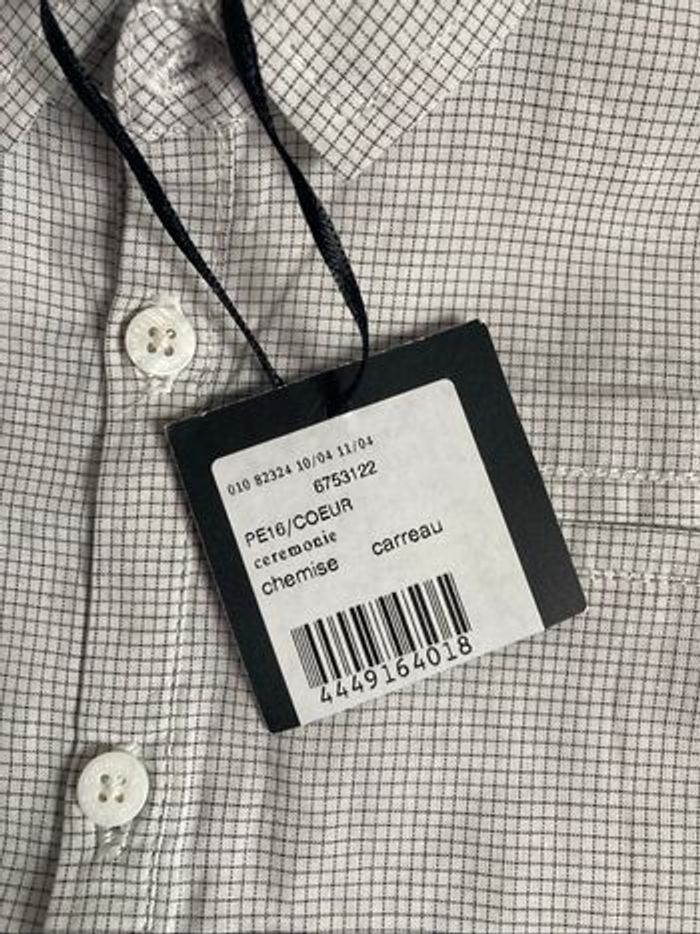 010 82324 10/04 11/04
6753122
PE16/COEUR
ceremonie
chemise carreau
4449164018